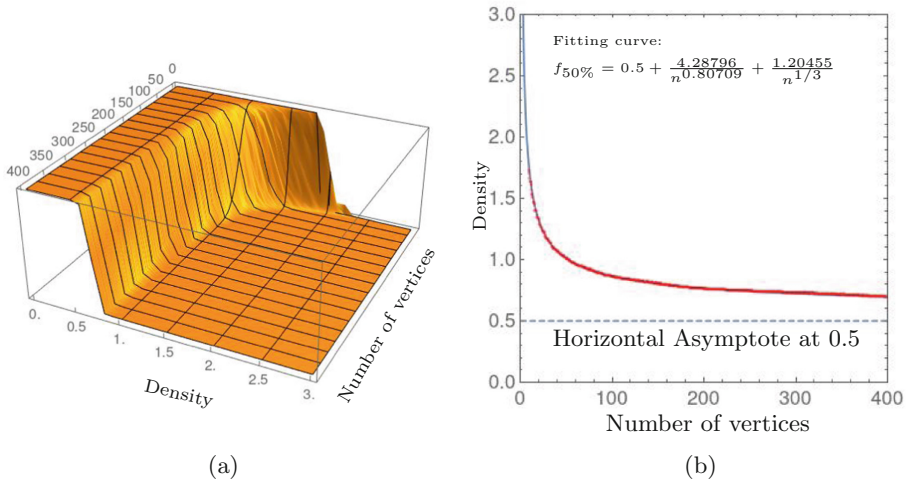 0
50
100
150
200
250
300
350
400
0.
0.5
1.
1.5
2.
2.5
3.
Density
Number of vertices
(a)
3.0
2.5
2.0
1.5
1.0
0.5
0.0
Density
Fitting curve:
f50% = 0.5 + 4.28796/n^0.80709 + 1.20455/n^1/3
Horizontal Asymptote at 0.5
0 100 200 300 400
Number of vertices
(b)